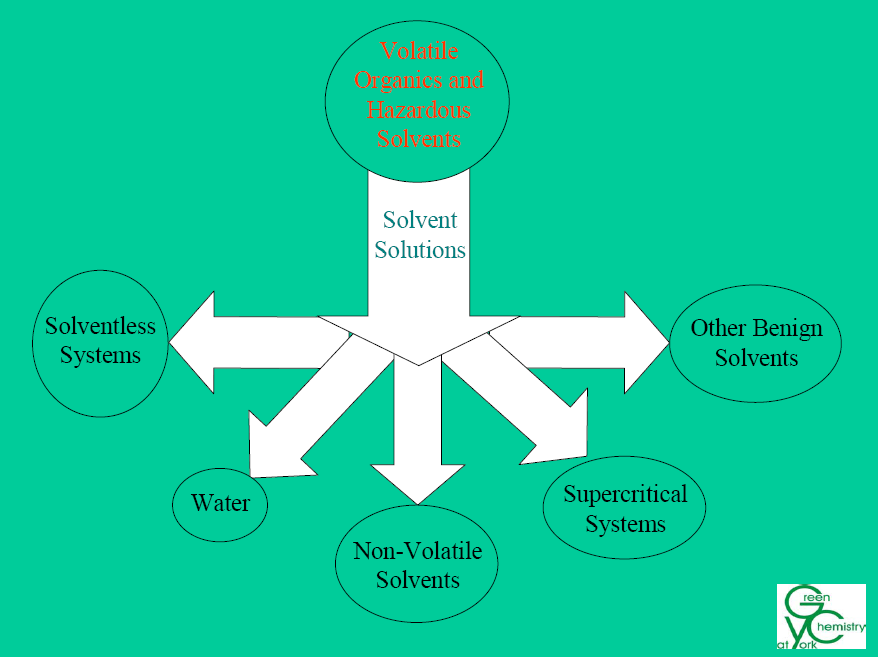 Volatile
Organics and
Hazardous
Solvents
Solvent
Solutions
Solventless
Systems
Other Benign
Solvents
Water
Supercritical
Systems
Non-Volatile
Solvents
Green
Chemistry
at York